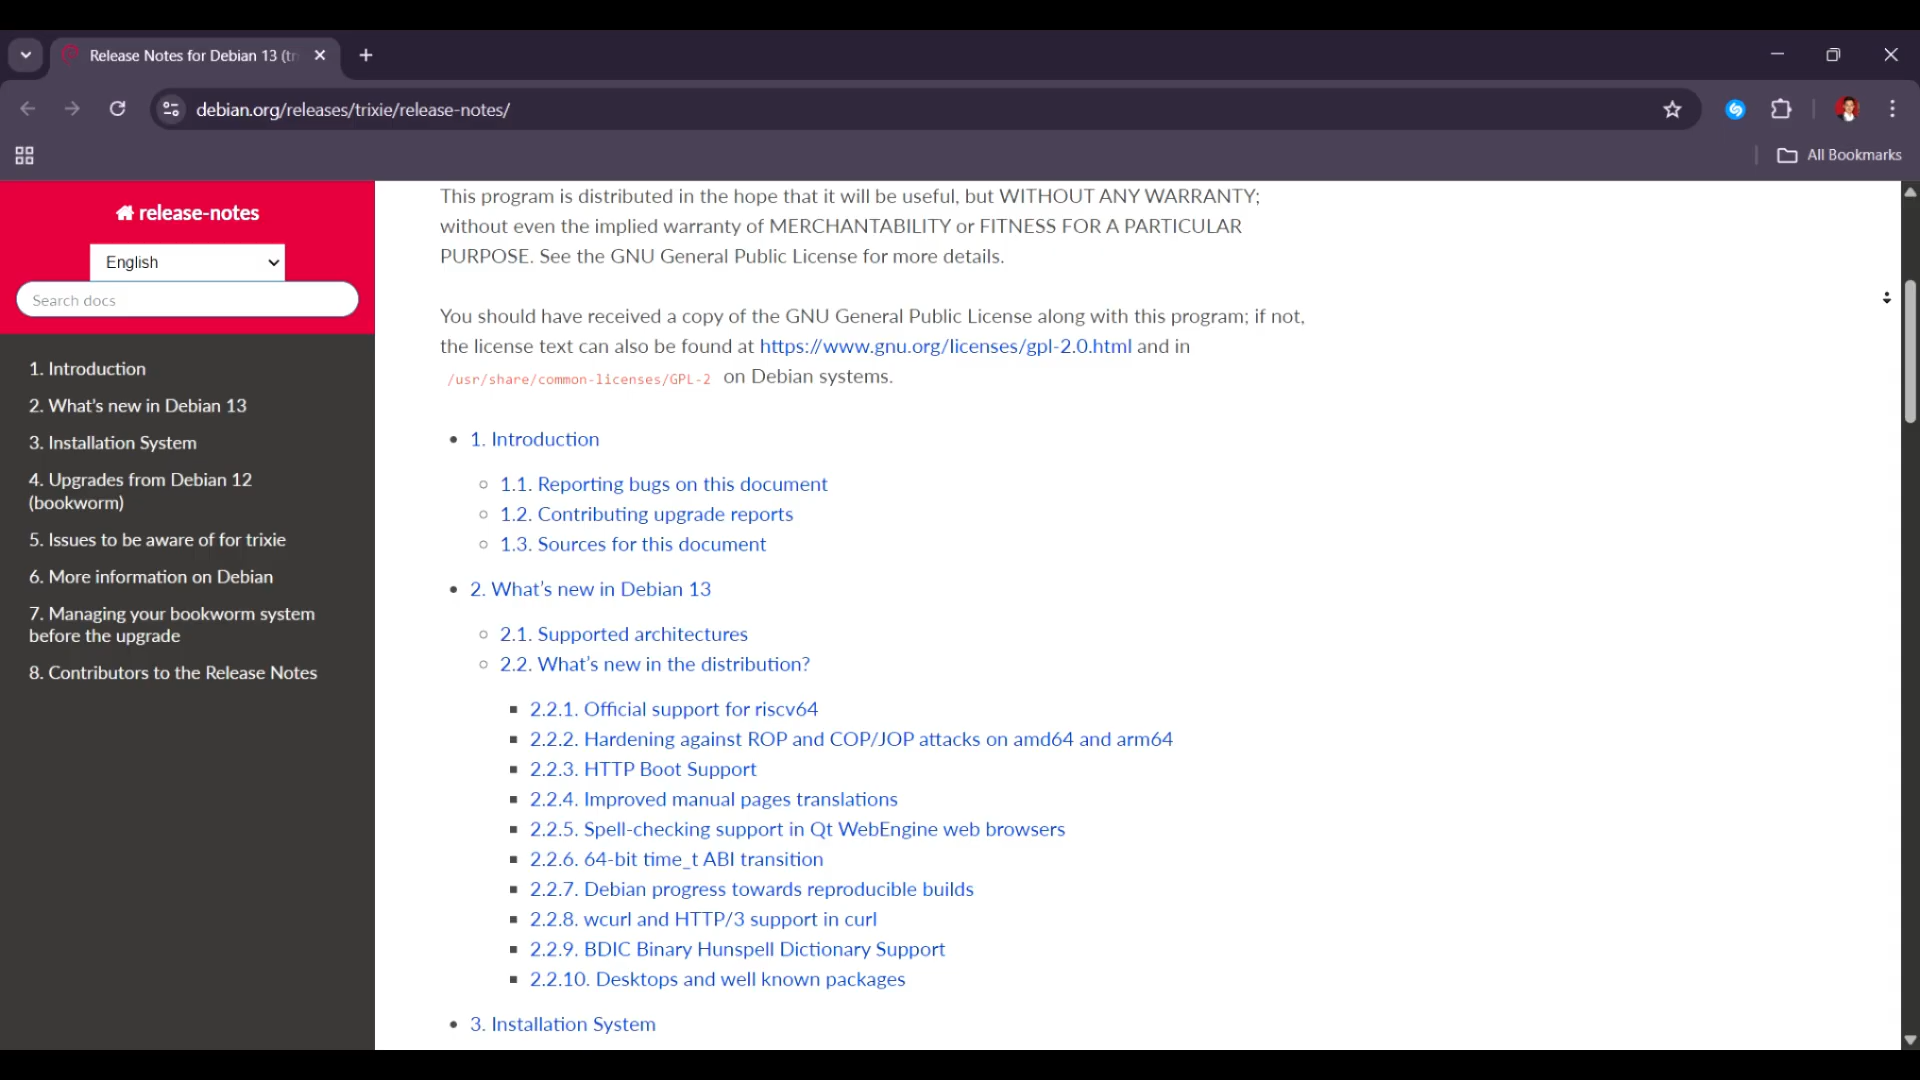 Release Notes for Debian 13 (tr
debian.org/releases/trixie/release-notes/
All Bookmarks
release-notes
English
Search docs
1. Introduction
2. What's new in Debian 13
3. Installation System
4. Upgrades from Debian 12
(bookworm)
5. Issues to be aware of for trixie
6. More information on Debian
7. Managing your bookworm system
before the upgrade
8. Contributors to the Release Notes
This program is distributed in the hope that it will be useful, but WITHOUT ANY WARRANTY;
without even the implied warranty of MERCHANTABILITY or FITNESS FOR A PARTICULAR
PURPOSE. See the GNU General Public License for more details.
You should have received a copy of the GNU General Public License along with this program; if not,
the license text can also be found at https://www.gnu.org/licenses/gpl-2.0.html and in
/usr/share/common-licenses/GPL-2 on Debian systems.
1. Introduction
1.1. Reporting bugs on this document
1.2. Contributing upgrade reports
1.3. Sources for this document
2. What's new in Debian 13
2.1. Supported architectures
2.2. What's new in the distribution?
2.2.1. Official support for riscv64
2.2.2. Hardening against ROP and COP/JOP attacks on amd64 and arm64
2.2.3. HTTP Boot Support
2.2.4. Improved manual pages translations
2.2.5. Spell-checking support in Qt WebEngine web browsers
2.2.6. 64-bit time_t ABI transition
2.2.7. Debian progress towards reproducible builds
2.2.8. wcurl and HTTP/3 support in curl
2.2.9. BDIC Binary Hunspell Dictionary Support
2.2.10. Desktops and well known packages
3. Installation System